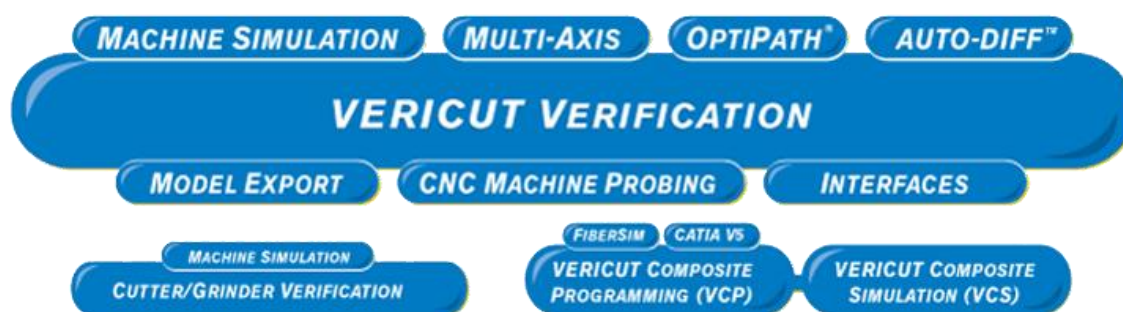 MACHINE SIMULATION MULTI-AXIS OPTIPATH® AUTO-DIFF™
VERICUT VERIFICATION
MODEL EXPORT CNC MACHINE PROBING INTERFACES
MACHINE SIMULATION
CUTTER/GRINDER VERIFICATION
FIBERSIM CATIA V5
VERICUT COMPOSITE
PROGRAMMING (VCP)
VERICUT COMPOSITE
SIMULATION (VCS)